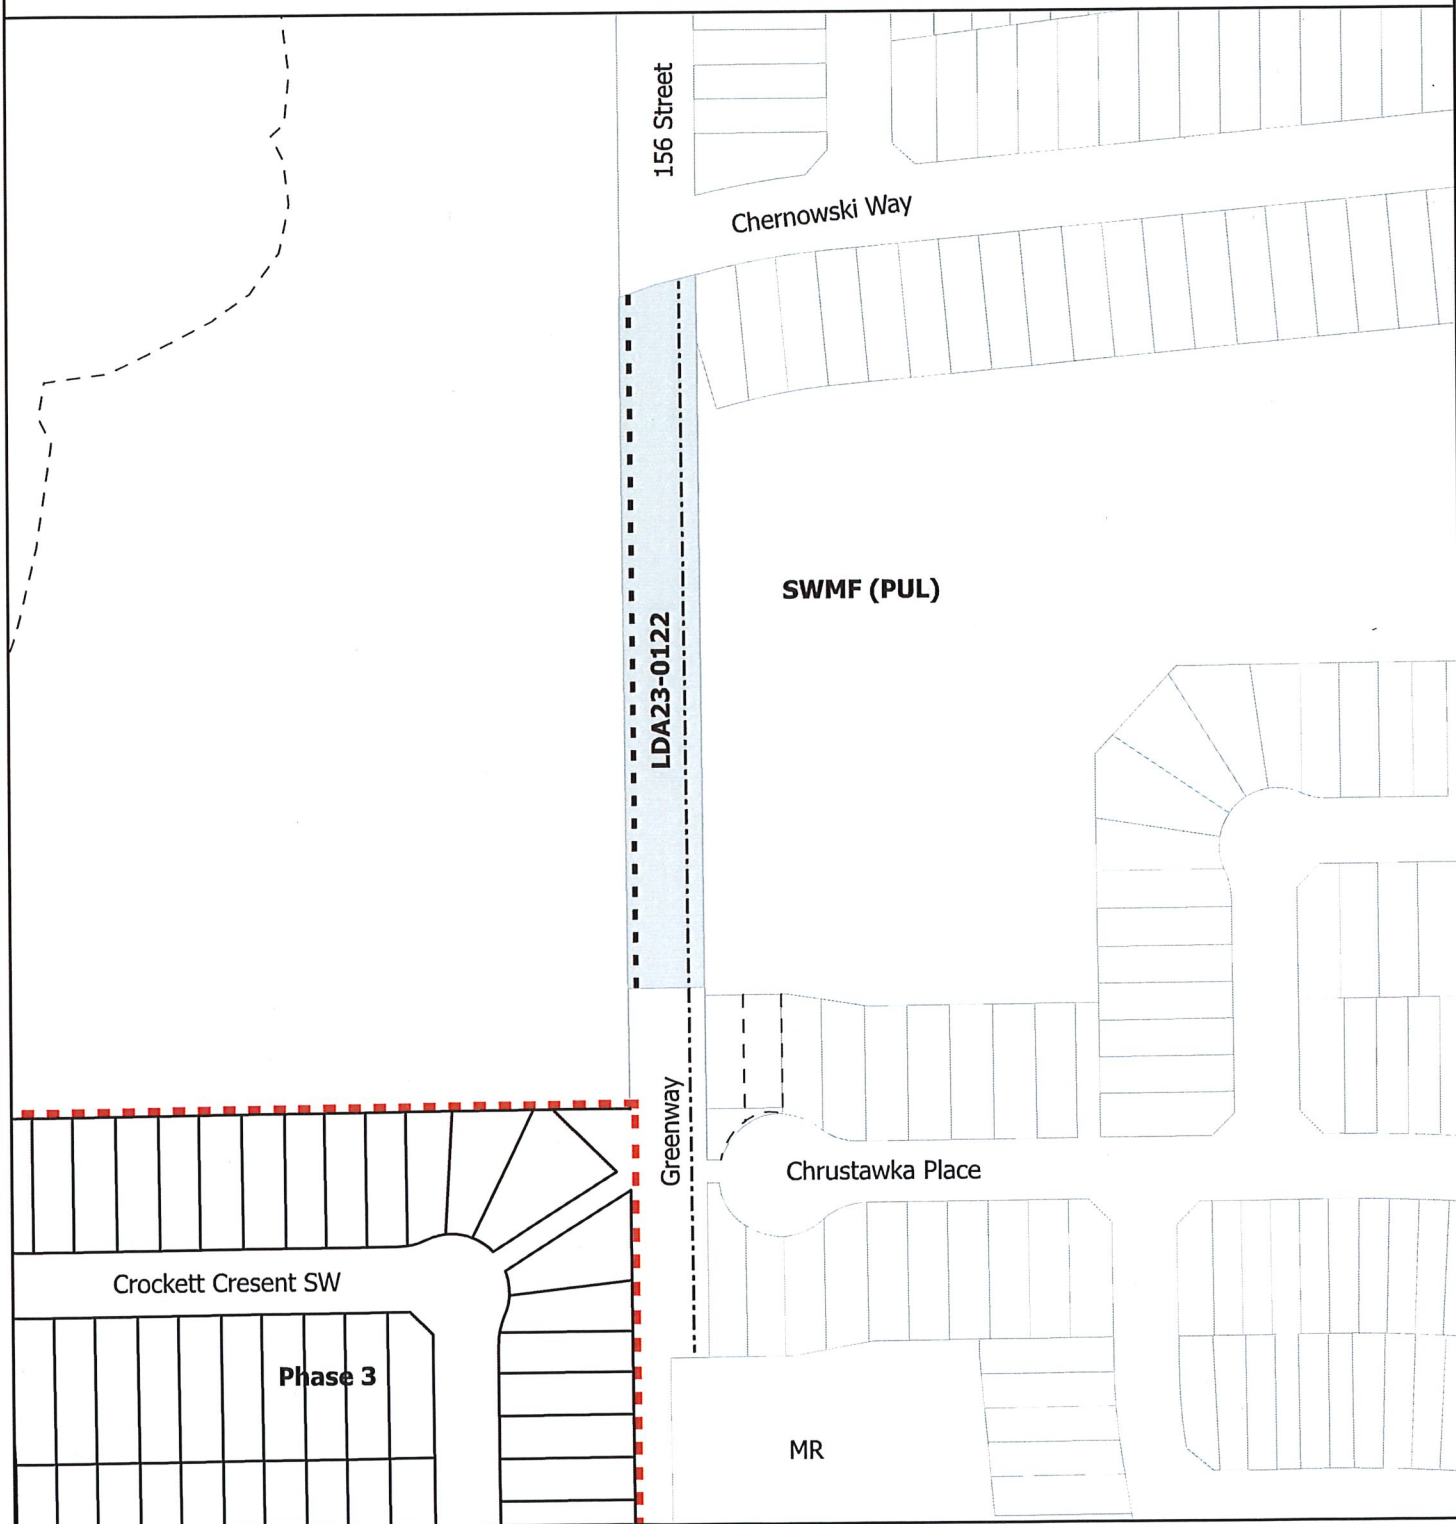 156 Street
Chernowski Way
SWMF (PUL)
LDA23-0122
Greenway
Chrustawka Place
Crockett Cresent SW
Phase 3
MR